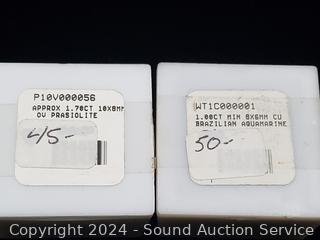 P10V000056
APPROX 1.70CT 10X8MM
OV PRASIOLITE
45-
WT1C000001
1.00CT MIN 8X6MM CU
BRAZILIAN AQUAMARINE
50-
Copyright 2024 - Sound Auction Service